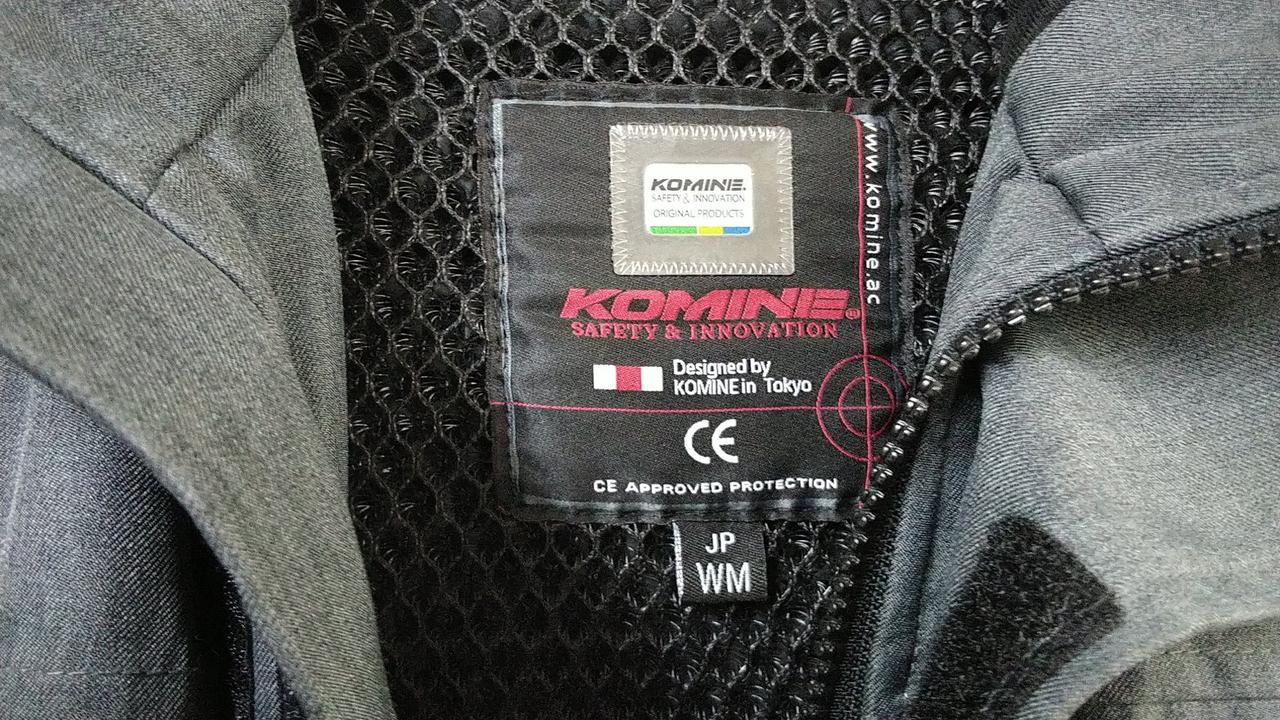 KOMINE.
SAFETY & INNOVATION
ORIGINAL PRODUCTS
www.komine.ac
KOMINE®
SAFETY & INNOVATION
Designed by
KOMINE in Tokyo
CE
CE APPROVED PROTECTION
JP
WM